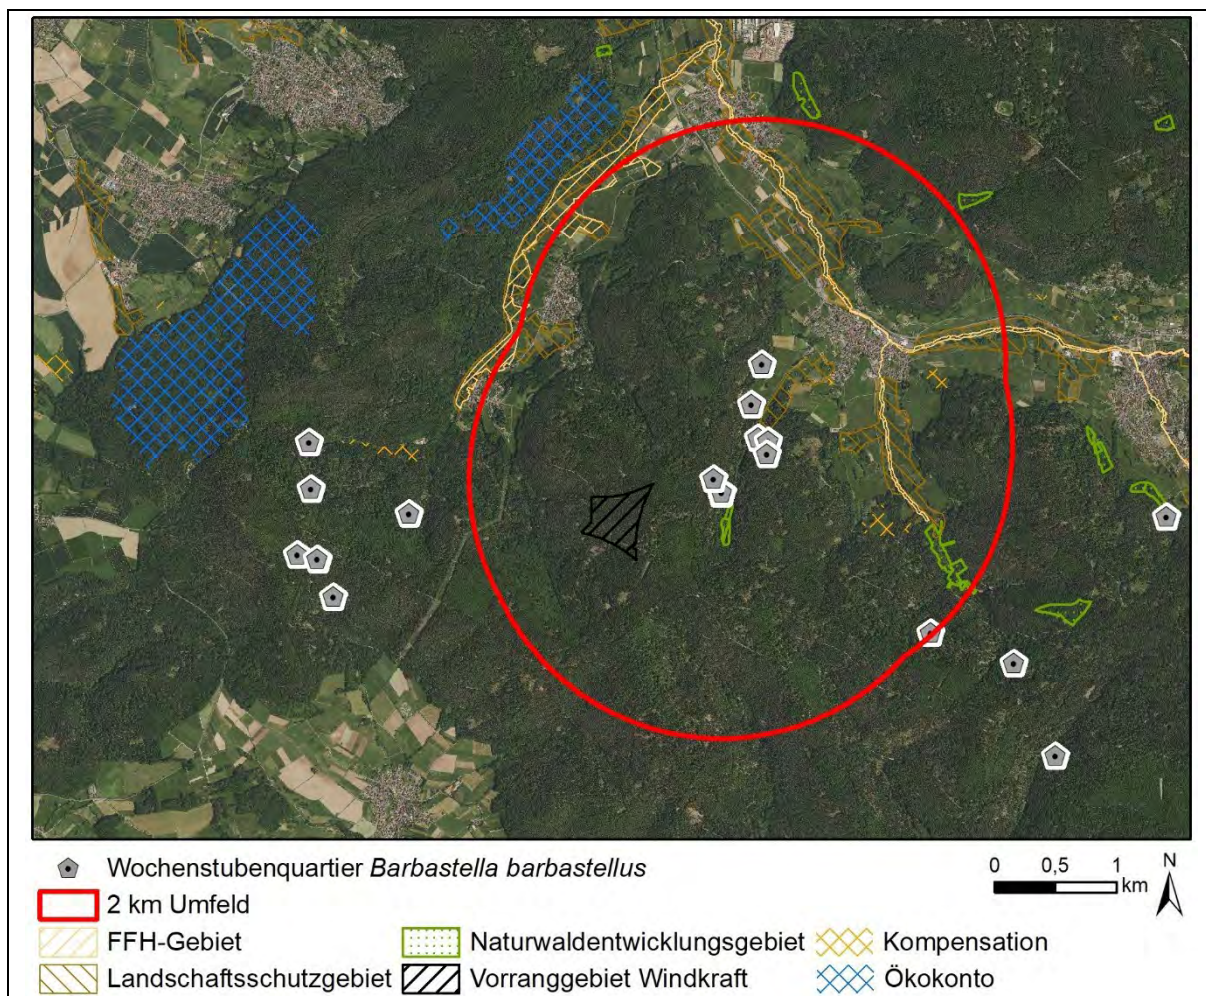 Wochenstubenquartier Barbastella barbastellus
0 0,5 1
km
N
2 km Umfeld
FFH-Gebiet
Naturwaldentwicklungsgebiet
Kompensation
Landschaftsschutzgebiet
Vorranggebiet Windkraft
Ökokonto